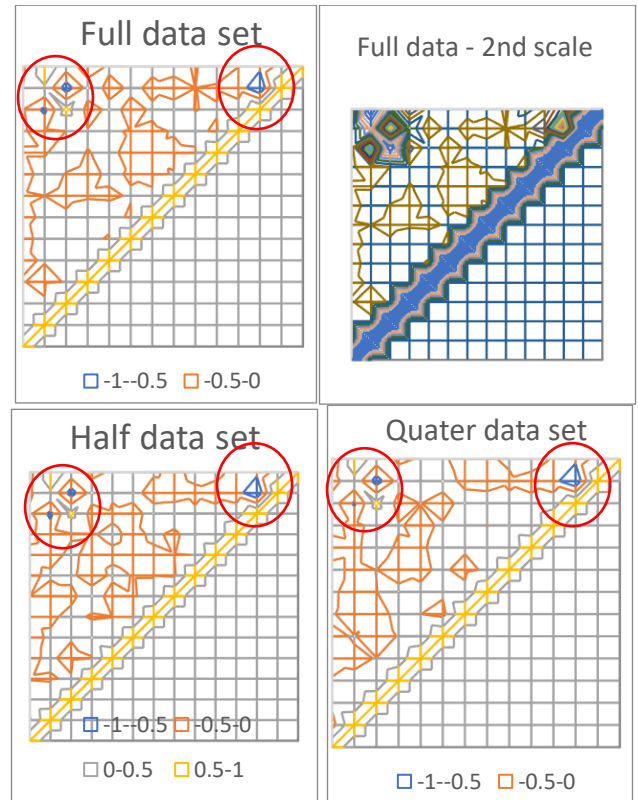 Full data set
-1--0.5 -0.5-0
Full data - 2nd scale
Half data set
-1--0.5 -0.5-0
0-0.5 0.5-1
Quater data set
-1--0.5 -0.5-0